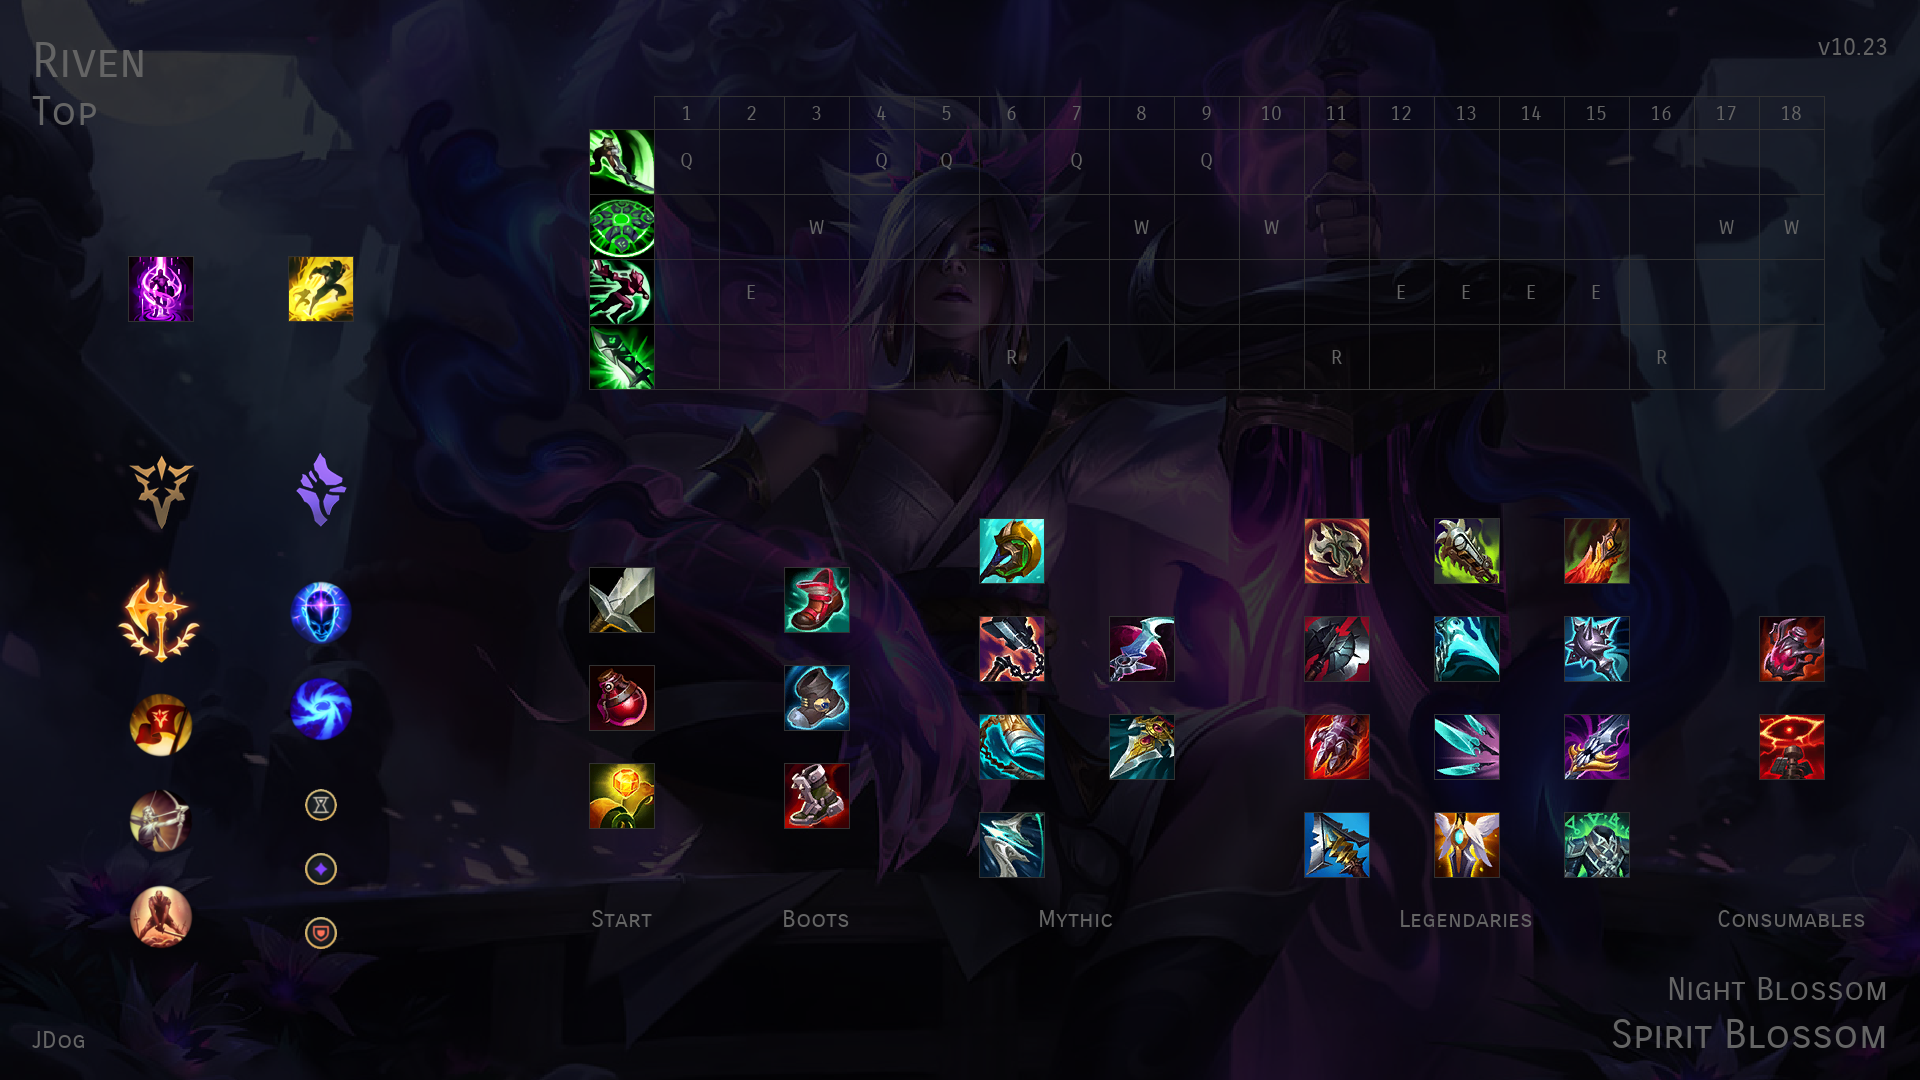 Riven
Top
v10.23
1 2 3 4 5 6 7 8 9 10 11 12 13 14 15 16 17 18
Q Q Q Q Q
W W W W W
E E E E E
R R R
Start Boots Mythic Legendaries Consumables
Night Blossom
Spirit Blossom
JDog